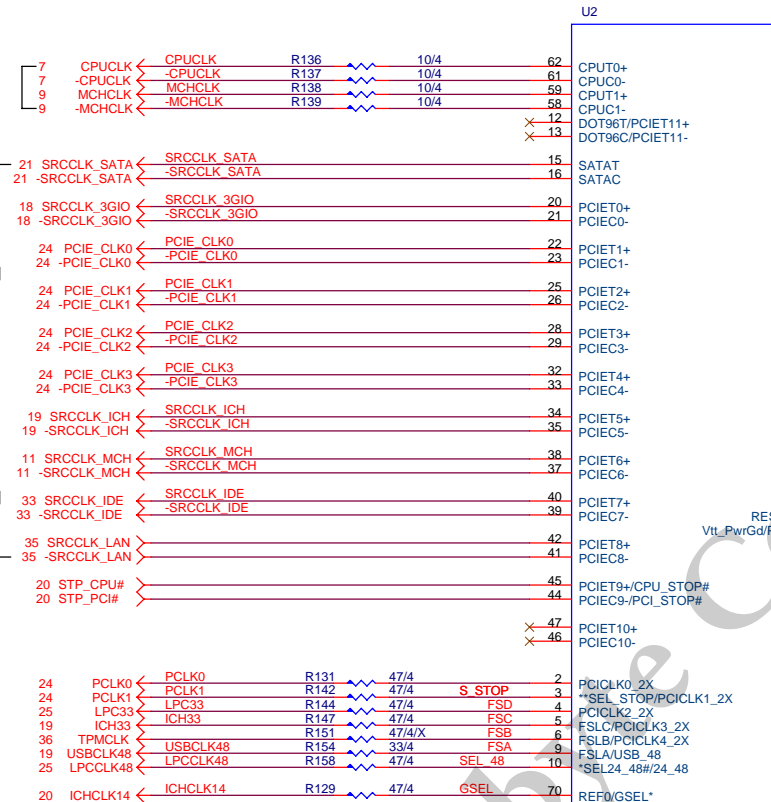 U2
7 CPUCLK CPUCLK R136 10/4 62 CPUT0+
7 -CPUCLK -CPUCLK R137 10/4 61 CPUC0-
9 MCHCLK MCHCLK R138 10/4 59 CPUT1+
9 -MCHCLK -MCHCLK R139 10/4 58 CPUC1-
12 DOT96T/PCIET11+
13 DOT96C/PCIET11-
21 SRCCLK_SATA SRCCLK_SATA 15 SATAT
21 -SRCCLK_SATA -SRCCLK_SATA 16 SATAC
18 SRCCLK_3GIO SRCCLK_3GIO 20 PCIET0+
18 -SRCCLK_3GIO -SRCCLK_3GIO 21 PCIEC0-
24 PCIE_CLK0 PCIE_CLK0 22 PCIET1+
24 -PCIE_CLK0 -PCIE_CLK0 23 PCIEC1-
24 PCIE_CLK1 PCIE_CLK1 25 PCIET2+
24 -PCIE_CLK1 -PCIE_CLK1 26 PCIEC2-
24 PCIE_CLK2 PCIE_CLK2 28 PCIET3+
24 -PCIE_CLK2 -PCIE_CLK2 29 PCIEC3-
24 PCIE_CLK3 PCIE_CLK3 32 PCIET4+
24 -PCIE_CLK3 -PCIE_CLK3 33 PCIEC4-
19 SRCCLK_ICH SRCCLK_ICH 34 PCIET5+
19 -SRCCLK_ICH -SRCCLK_ICH 35 PCIEC5-
11 SRCCLK_MCH SRCCLK_MCH 38 PCIET6+
11 -SRCCLK_MCH -SRCCLK_MCH 37 PCIEC6-
33 SRCCLK_IDE SRCCLK_IDE 40 PCIET7+
33 -SRCCLK_IDE -SRCCLK_IDE 39 PCIEC7- RES
Vtt_PwrGd/P
35 SRCCLK_LAN 42 PCIET8+
35 -SRCCLK_LAN 41 PCIEC8-
20 STP_CPU# 45 PCIET9+/CPU_STOP#
20 STP_PCI# 44 PCIEC9-/PCI_STOP#
47 PCIET10+
46 PCIEC10-
24 PCLK0 PCLK0 R131 47/4 2 PCICLK0_2X
24 PCLK1 PCLK1 R142 47/4 S_STOP 3 **SEL_STOP/PCICLK1_2X
25 LPC33 LPC33 R144 47/4 FSD 4 PCICLK2_2X
19 ICH33 ICH33 R147 47/4 FSC 5 FSLC/PCICLK3_2X
36 TPMCLK R151 47/4/X FSB 6 FSLB/PCICLK4_2X
19 USBCLK48 USBCLK48 R154 33/4 FSA 9 FSLA/USB_48
25 LPCCLK48 LPCCLK48 R158 47/4 SEL_48 10 *SEL24_48#/24_48
20 ICHCLK14 ICHCLK14 R129 47/4 GSEL 70 REF0/GSEL*
byte C